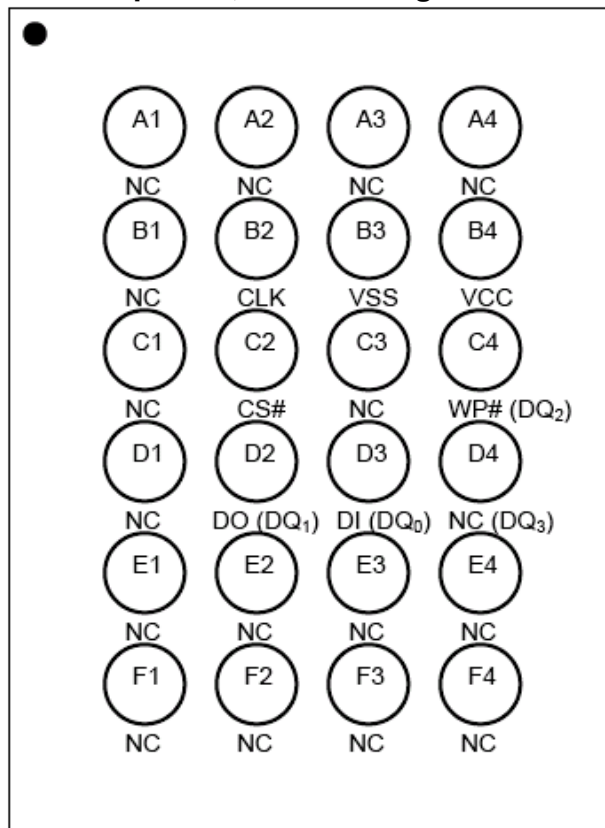 A1 A2 A3 A4
NC NC NC NC
B1 B2 B3 B4
NC CLK VSS VCC
C1 C2 C3 C4
NC CS# NC WP# (DQ₂)
D1 D2 D3 D4
NC DO (DQ₁) DI (DQ₀) NC (DQ₃)
E1 E2 E3 E4
NC NC NC NC
F1 F2 F3 F4
NC NC NC NC